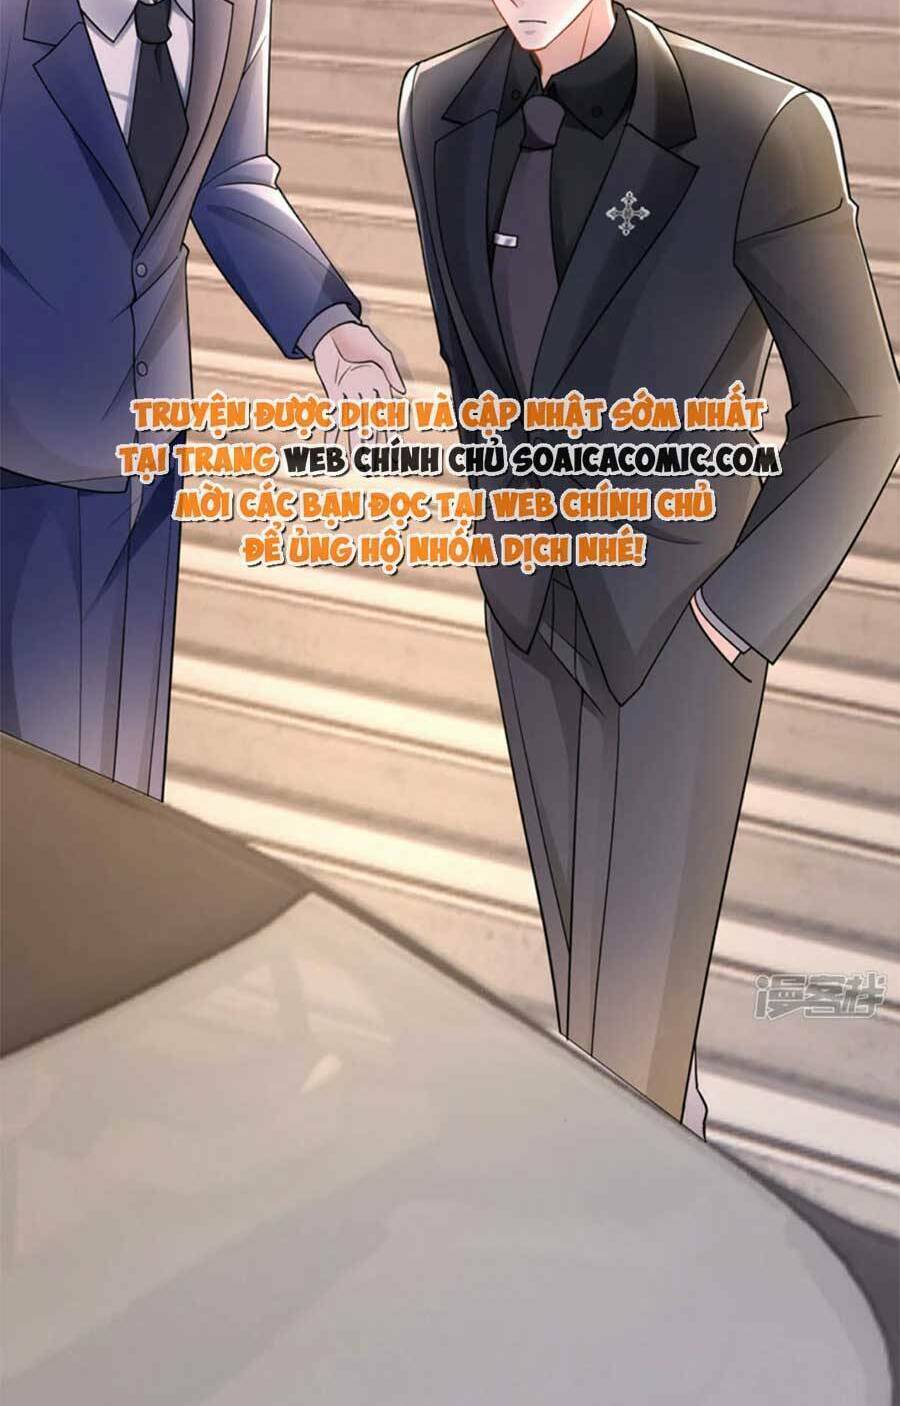 TRUYỆN ĐƯỢC DỊCH VÀ CẬP NHẬT SỚM NHẤT
TẠI TRANG WEB CHÍNH CHỦ SOAICACOMIC.COM
MỜI CÁC BẠN ĐỌC TẠI WEB CHÍNH CHỦ
ĐỂ ỦNG HỘ NHÓM DỊCH NHÉ!
漫客栈